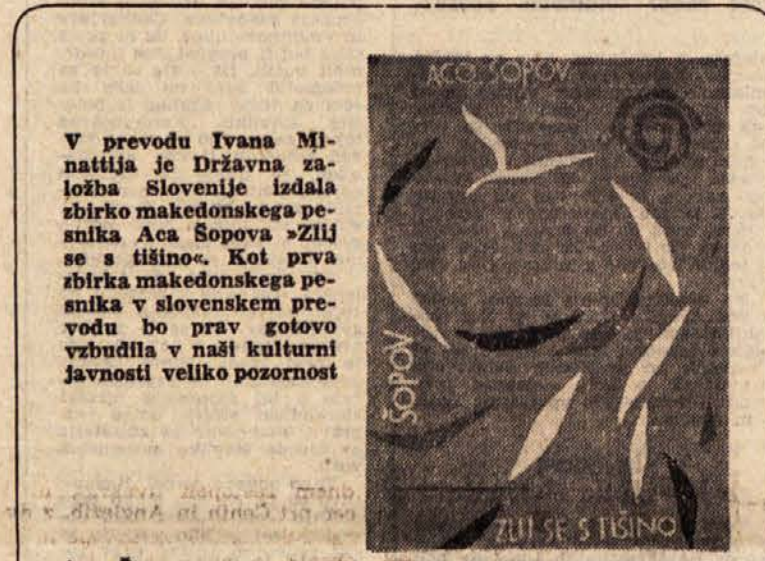 V prevodu Ivana Mi-
nattija je Državna za-
ložba Slovenije izdala
zbirko makedonskega pe-
snika Aca Šopova »Zlij
se s tišino«. Kot prva
zbirka makedonskega pe-
snika v slovenskem pre-
vodu bo prav gotovo
vzbudila v naši kulturni
javnosti veliko pozornost
ACO ŠOPOV
ŠOPOV
ZLIJ SE S TIŠINO